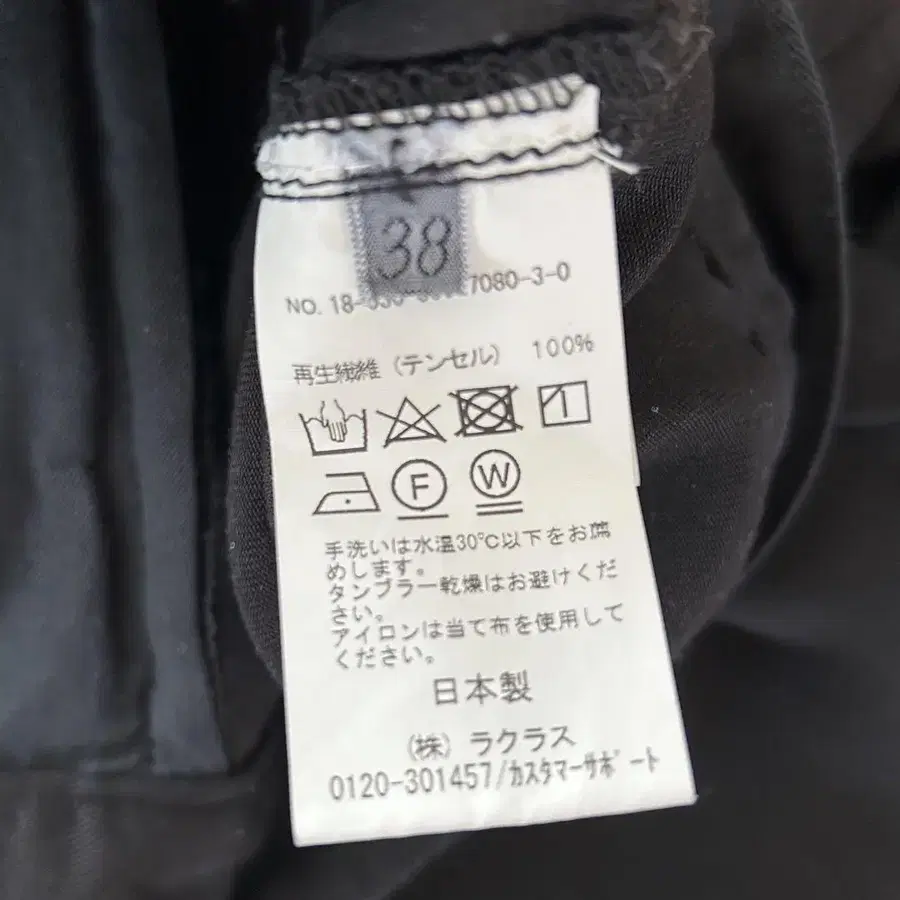 38
NO. 18- 7080-3-0
再生繊維 (テンセル) 100%
F
W
手洗いは水温30℃以下をお薦
めします。
タンブラー乾燥はお避けくだ
さい。
アイロンは当て布を使用して
ください。
日本製
(株) ラクラス
0120-301457/ｶｽﾀﾏｰｻﾎﾟｰﾄ